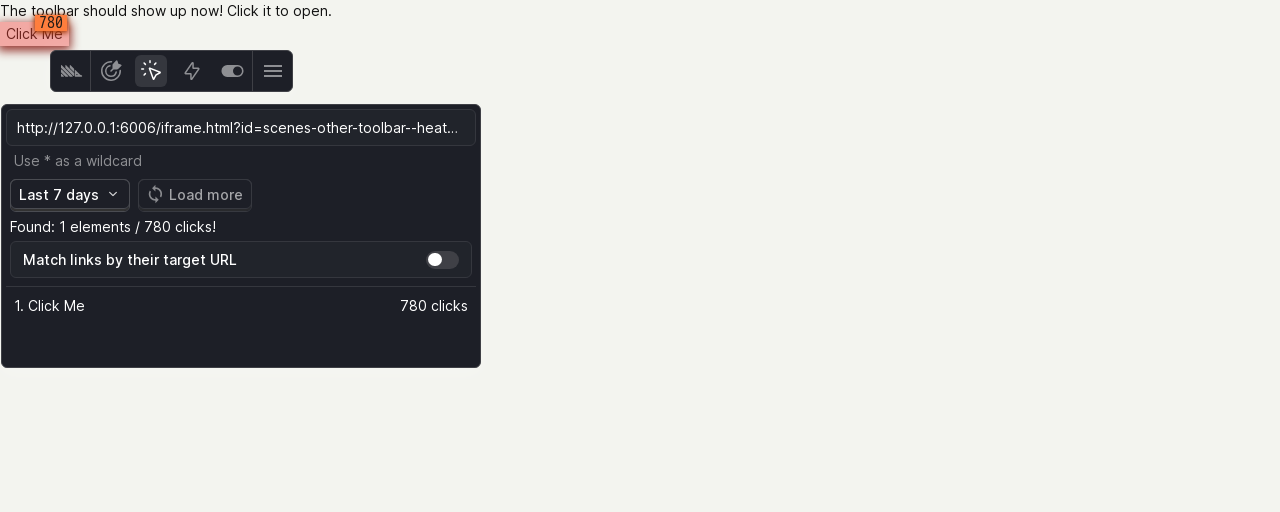 The toolbar should show up now! Click it to open.
780
Click Me
http://127.0.0.1:6006/iframe.html?id=scenes-other-toolbar--heat...
Use * as a wildcard
Last 7 days
Load more
Found: 1 elements / 780 clicks!
Match links by their target URL
1. Click Me 780 clicks